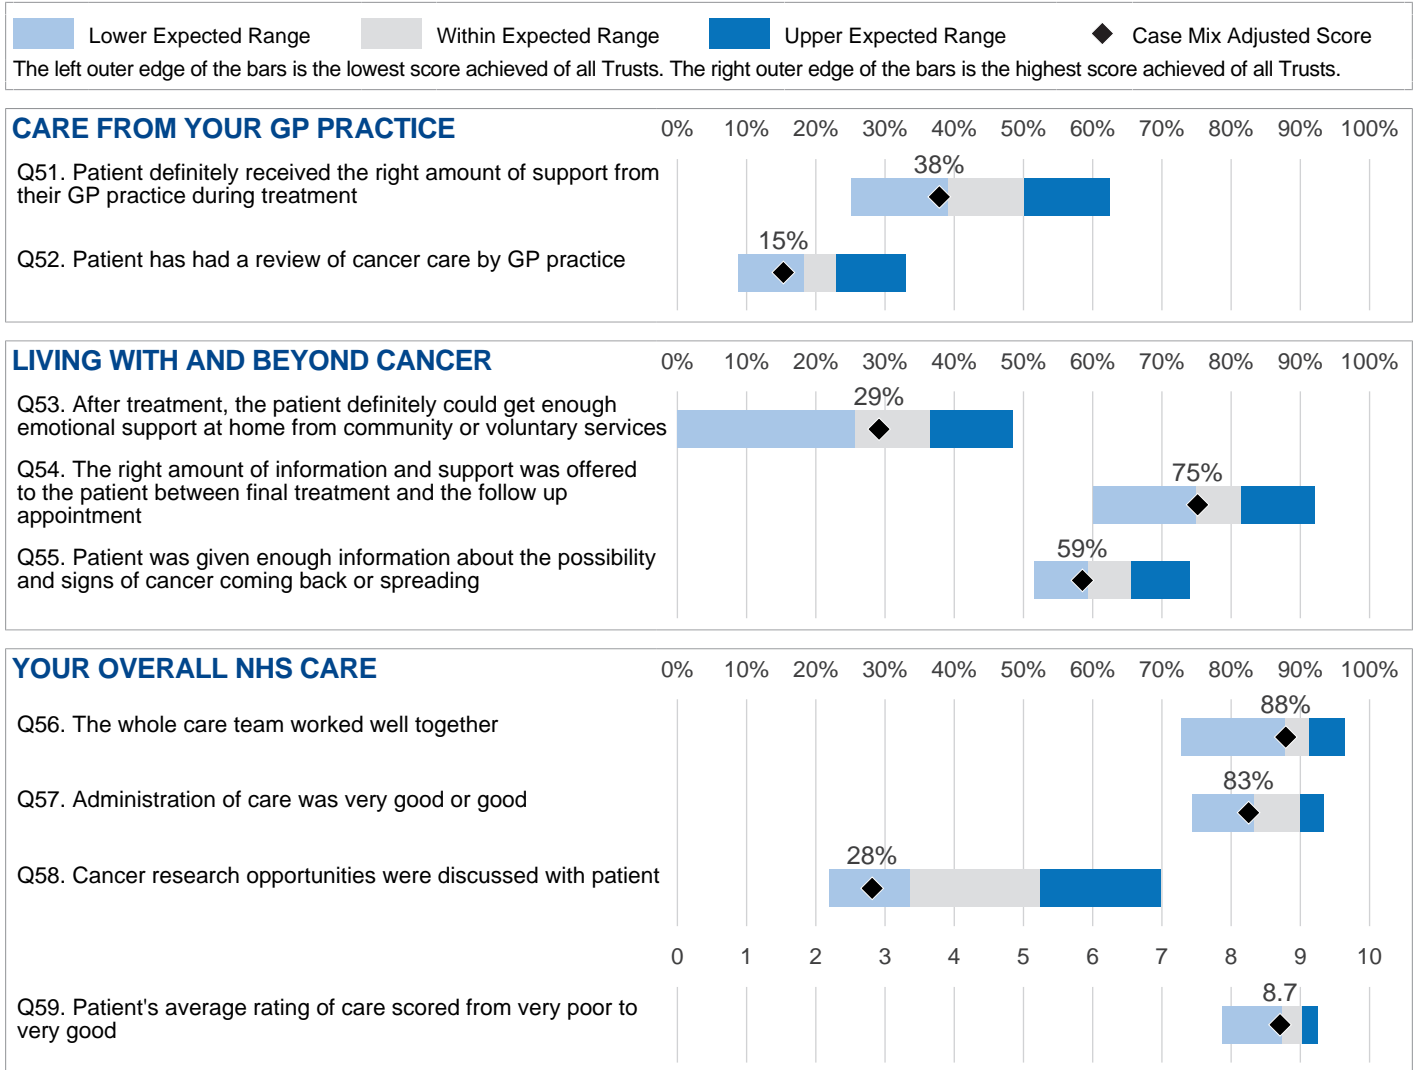 Lower Expected Range Within Expected Range Upper Expected Range Case Mix Adjusted Score
The left outer edge of the bars is the lowest score achieved of all Trusts. The right outer edge of the bars is the highest score achieved of all Trusts.
CARE FROM YOUR GP PRACTICE 0% 10% 20% 30% 40% 50% 60% 70% 80% 90% 100%
38%
Q51. Patient definitely received the right amount of support from
their GP practice during treatment
15%
Q52. Patient has had a review of cancer care by GP practice
LIVING WITH AND BEYOND CANCER 0% 10% 20% 30% 40% 50% 60% 70% 80% 90% 100%
29%
Q53. After treatment, the patient definitely could get enough
emotional support at home from community or voluntary services
Q54. The right amount of information and support was offered
75%
to the patient between final treatment and the follow up
appointment
59%
Q55. Patient was given enough information about the possibility
and signs of cancer coming back or spreading
YOUR OVERALL NHS CARE 0% 10% 20% 30% 40% 50% 60% 70% 80% 90% 100%
88%
Q56. The whole care team worked well together
83%
Q57. Administration of care was very good or good
28%
Q58. Cancer research opportunities were discussed with patient
0 1 2 3 4 5 6 7 8 9 10
8.7
Q59. Patient's average rating of care scored from very poor to
very good